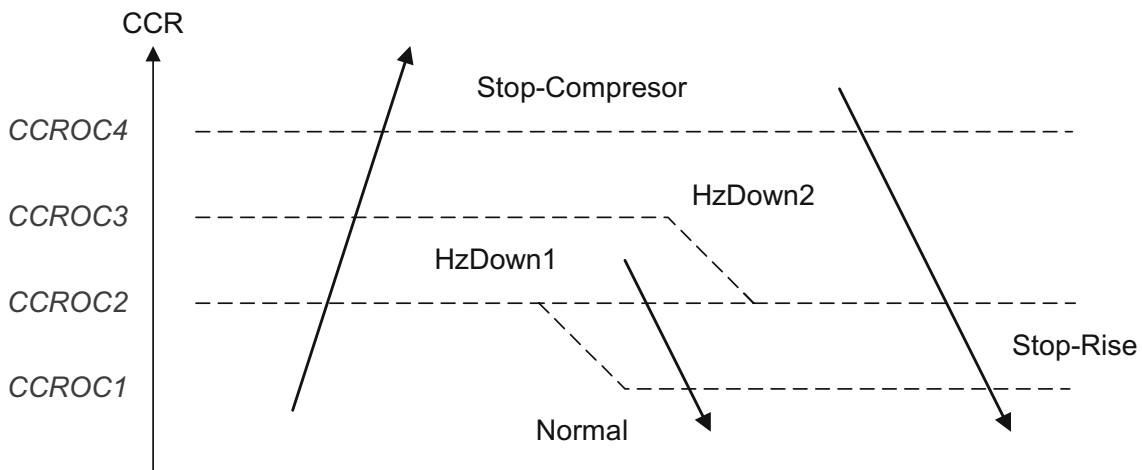 CCR
Stop-Compresor
CCROC4
HzDown2
CCROC3
HzDown1
CCROC2
Stop-Rise
CCROC1
Normal